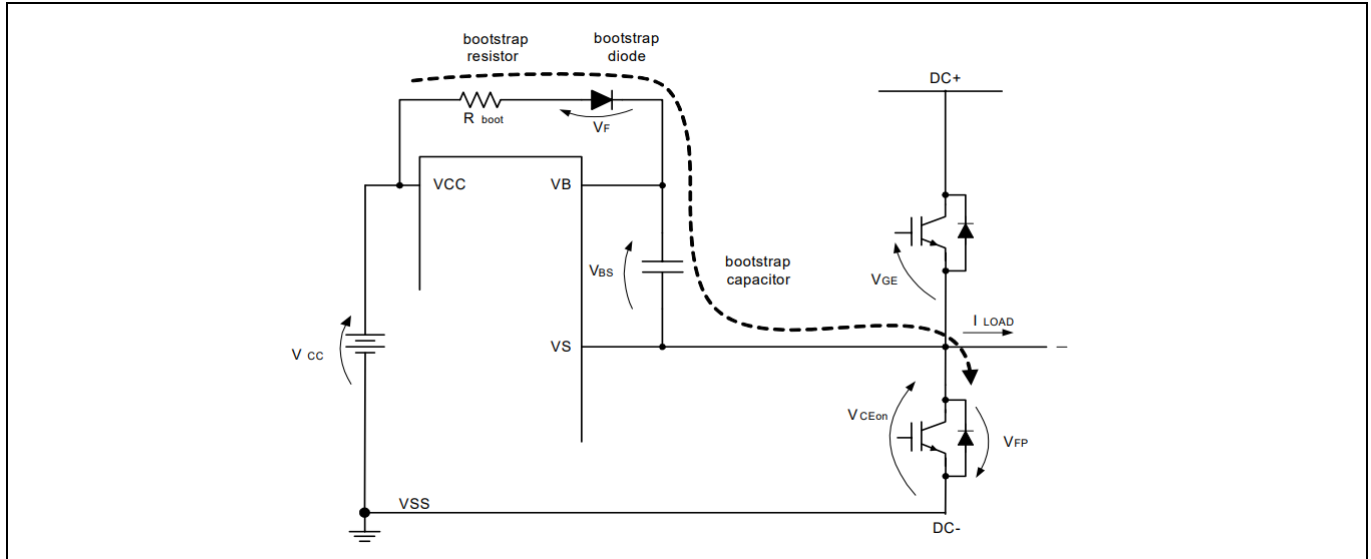 bootstrap
resistor
bootstrap
diode
DC+
R boot
VF
VCC
VB
VBS
bootstrap
capacitor
VGE
I LOAD
V CC
VS
V CEon
VFP
VSS
DC-